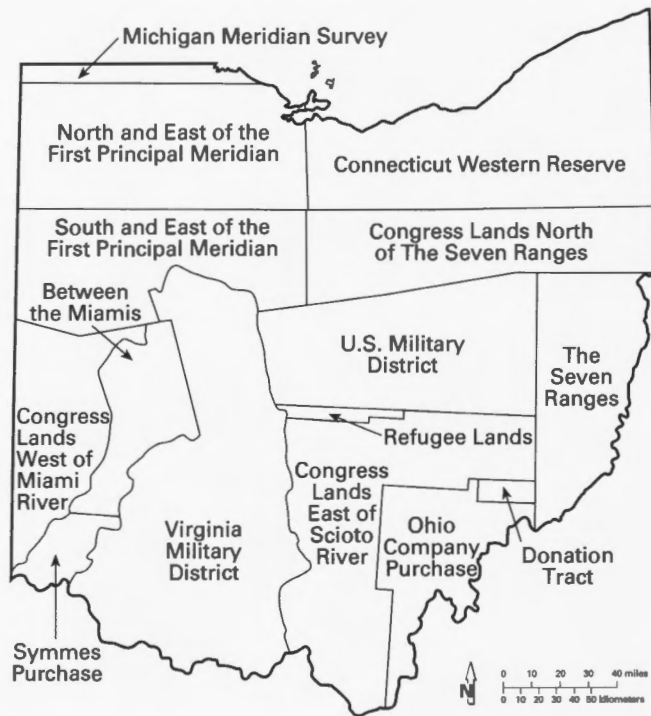 Michigan Meridian Survey
North and East of the
First Principal Meridian
Connecticut Western Reserve
South and East of the
First Principal Meridian
Congress Lands North
of The Seven Ranges
Between
the Miamis
U.S. Military
District
The
Seven
Ranges
Refugee Lands
Congress
Lands
West of
Miami
River
Congress
Lands
East of
Scioto
River
Virginia
Military
District
Ohio
Company
Purchase
Donation
Tract
Symmes
Purchase
N
0 10 20 30 40 miles
0 10 20 30 40 50 kilometers